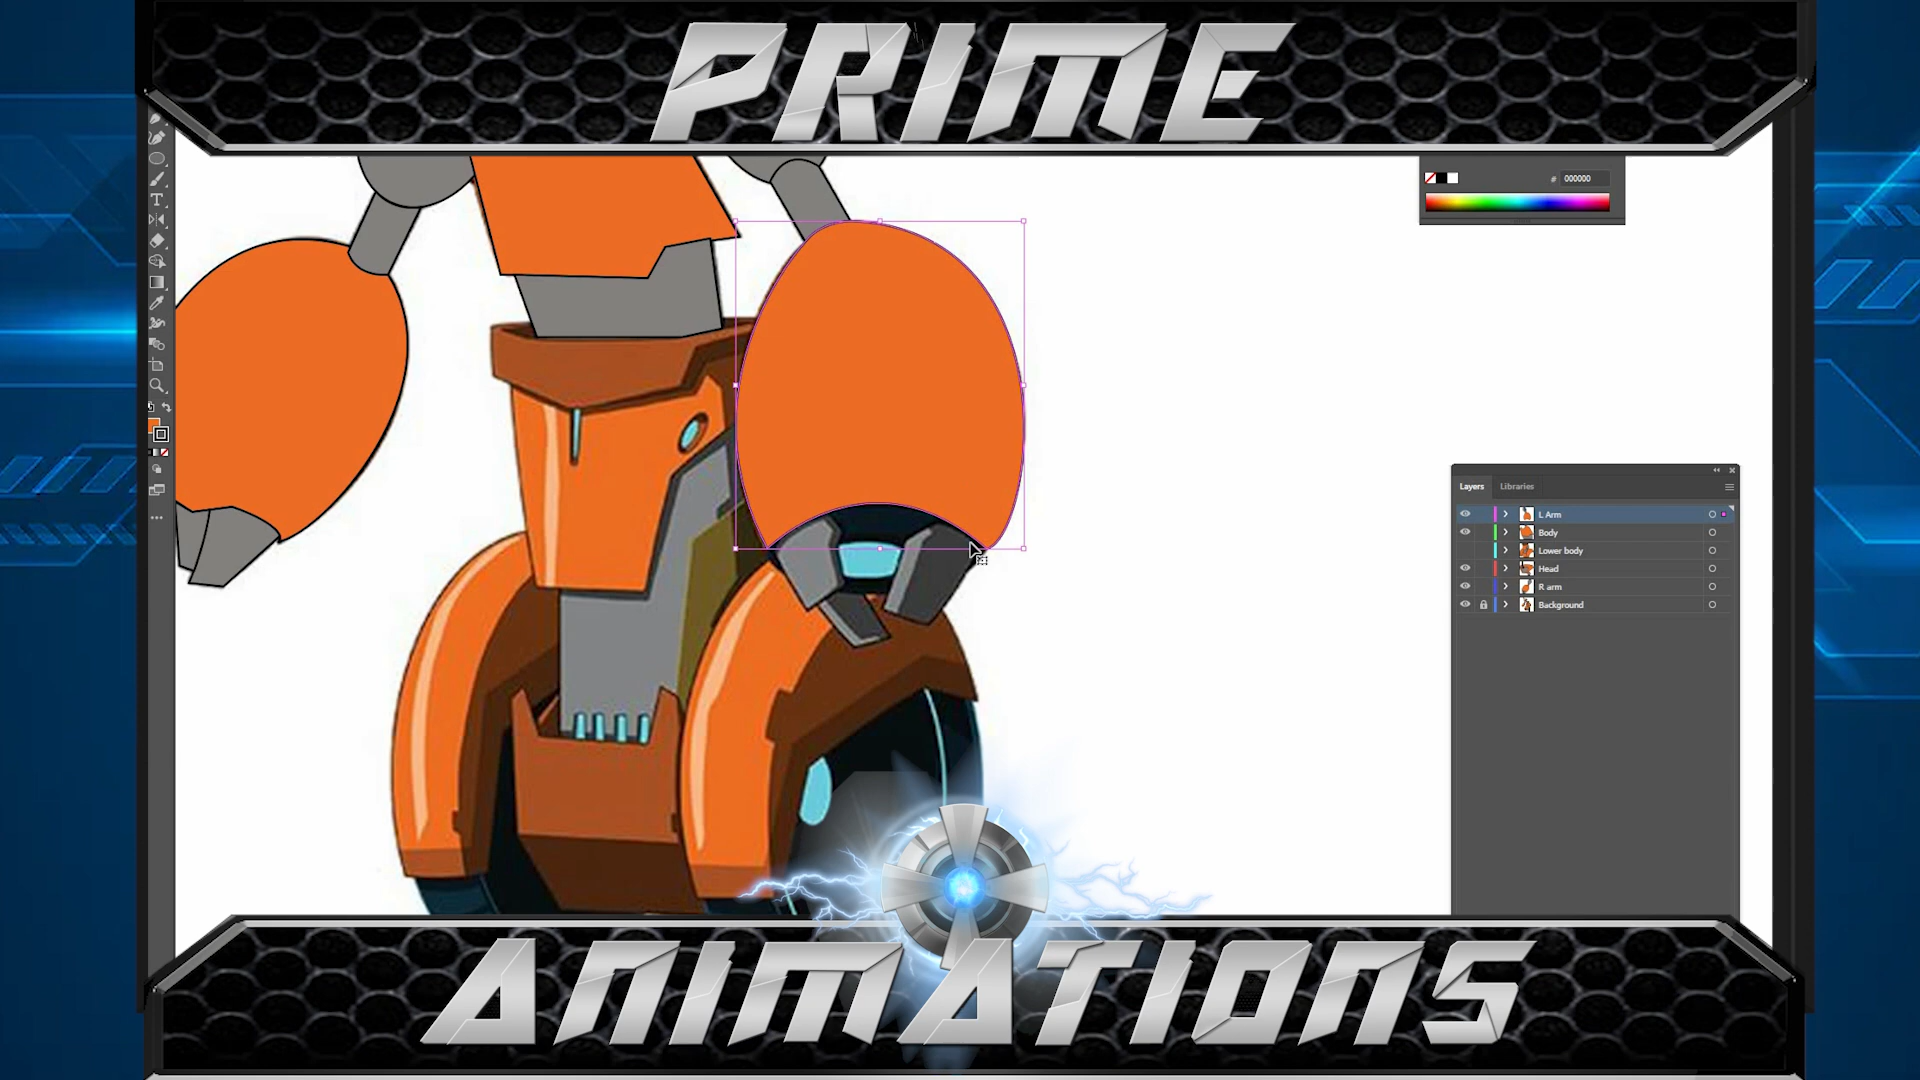 PRIME
# 000000
Layers Libraries
L Arm
Body
Lower body
Head
R arm
Background
ANIMATIONS